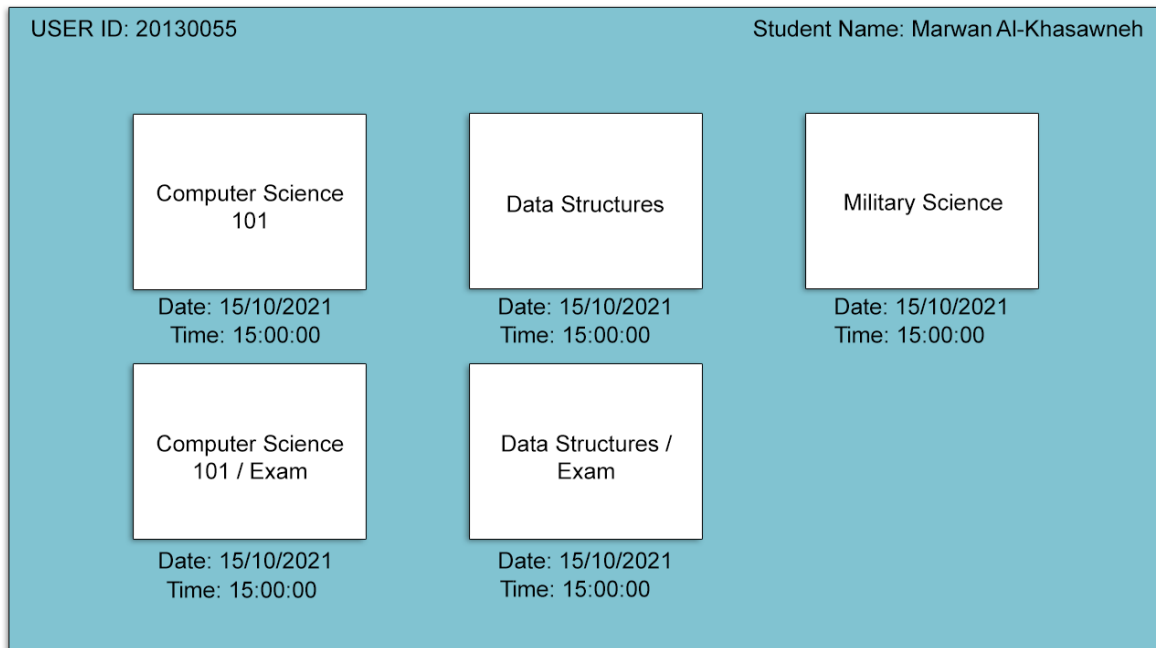 USER ID: 20130055
Student Name: Marwan Al-Khasawneh
Computer Science
101
Date: 15/10/2021
Time: 15:00:00
Data Structures
Date: 15/10/2021
Time: 15:00:00
Military Science
Date: 15/10/2021
Time: 15:00:00
Computer Science
101 / Exam
Date: 15/10/2021
Time: 15:00:00
Data Structures /
Exam
Date: 15/10/2021
Time: 15:00:00